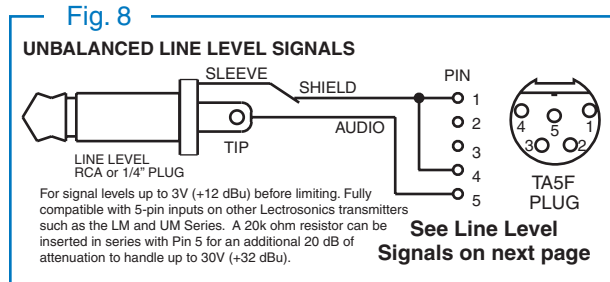 Fig. 8
UNBALANCED LINE LEVEL SIGNALS
SLEEVE
SHIELD
PIN
1
2
3
4
5
AUDIO
TIP
LINE LEVEL
RCA or 1/4” PLUG
4
5
1
3
2
TA5F
PLUG
For signal levels up to 3V (+12 dBu) before limiting. Fully
compatible with 5-pin inputs on other Lectrosonics transmitters
such as the LM and UM Series. A 20k ohm resistor can be
inserted in series with Pin 5 for an additional 20 dB of
attenuation to handle up to 30V (+32 dBu).
See Line Level
Signals on next page